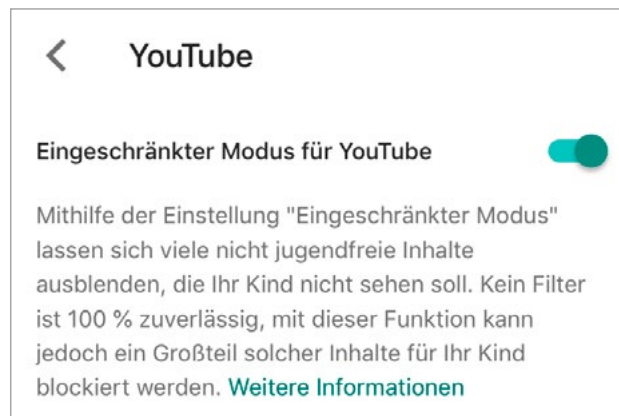 YouTube
Eingeschränkter Modus für YouTube
Mithilfe der Einstellung "Eingeschränkter Modus"
lassen sich viele nicht jugendfreie Inhalte
ausblenden, die Ihr Kind nicht sehen soll. Kein Filter
ist 100 % zuverlässig, mit dieser Funktion kann
jedoch ein Großteil solcher Inhalte für Ihr Kind
blockiert werden. Weitere Informationen